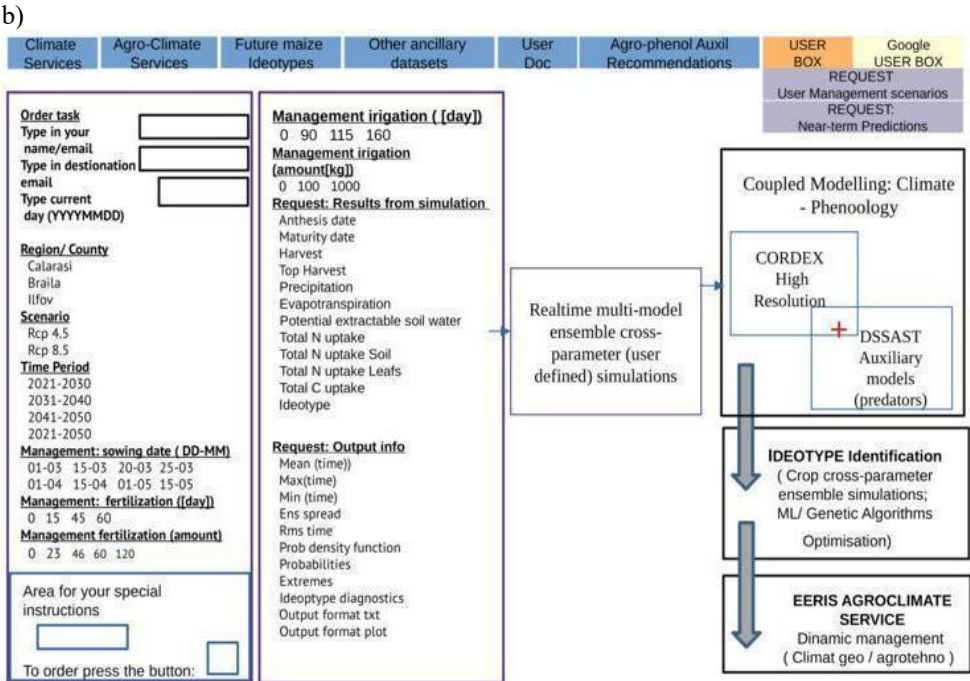 b)
Climate Services
Agro-Climate Services
Future maize Ideotypes
Other ancillary datasets
User Doc
Agro-phenol Auxil Recommendations
USER BOX
Google USER BOX
REQUEST
User Management scenarios
REQUEST:
Near-term Predictions
Order task
Type in your
name/email
Type in destionation
email
Type current
day (YYYYMMDD)
Region/ County
Calarasi
Braila
Ilfov
Scenario
Rcp 4.5
Rcp 8.5
Time Period
2021-2030
2031-2040
2041-2050
2021-2050
Management: sowing date ( DD-MM)
01-03 15-03 20-03 25-03
01-04 15-04 01-05 15-05
Management: fertilization ([day])
0 15 45 60
Management fertilization (amount)
0 23 46 60 120
Area for your special
instructions
To order press the button:
Management irigation ( [day])
0 90 115 160
Management irigation
(amount[kg])
0 100 1000
Request: Results from simulation
Anthesis date
Maturity date
Harvest
Top Harvest
Precipitation
Evapotranspiration
Potential extractable soil water
Total N uptake
Total N uptake Soil
Total N uptake Leafs
Total C uptake
Ideotype
Request: Output info
Mean (time))
Max(time)
Min (time)
Ens spread
Rms time
Prob density function
Probabilities
Extremes
Ideoptype diagnostics
Output format txt
Output format plot
Realtime multi-model
ensemble cross-
parameter (user
defined) simulations
Coupled Modelling: Climate
- Phenoology
CORDEX
High
Resolution
+
DSSAST
Auxiliary
models
(predators)
IDEOTYPE Identification
( Crop cross-parameter
ensemble simulations;
ML/ Genetic Algorithms
Optimisation)
EERIS AGROCLIMATE
SERVICE
Dinamic management
( Climat geo / agrotehno )